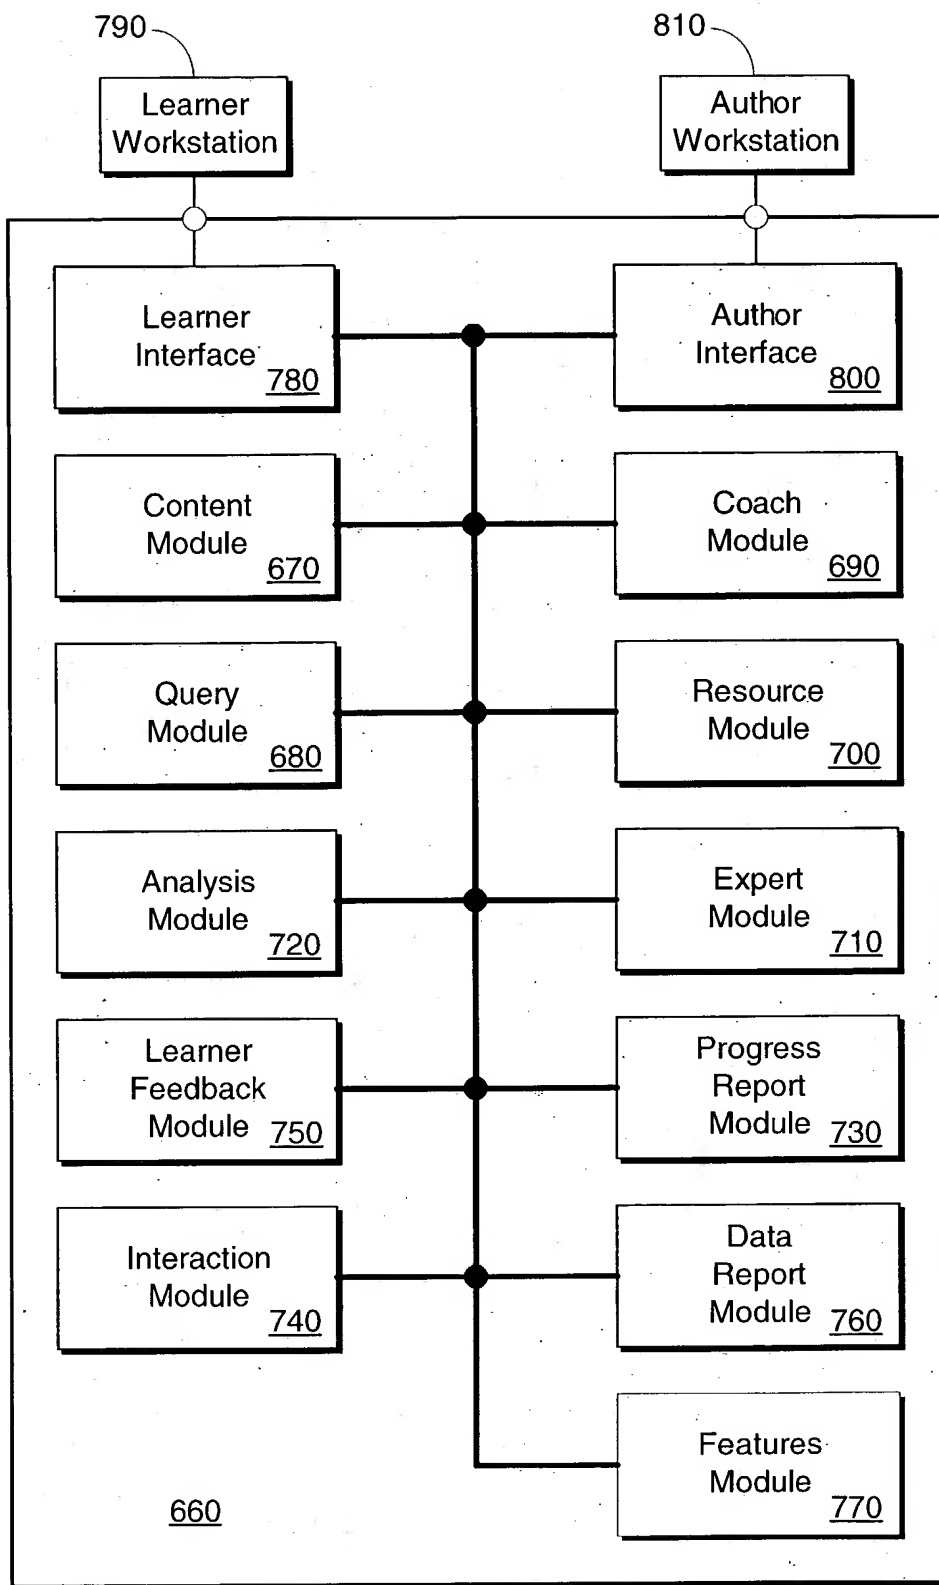 790
810
Learner
Workstation
Author
Workstation
Learner
Interface
780
Author
Interface
800
Content
Module
670
Coach
Module
690
Query
Module
680
Resource
Module
700
Analysis
Module
720
Expert
Module
710
Learner
Feedback
Module
750
Progress
Report
Module
730
Interaction
Module
740
Data
Report
Module
760
Features
Module
770
660